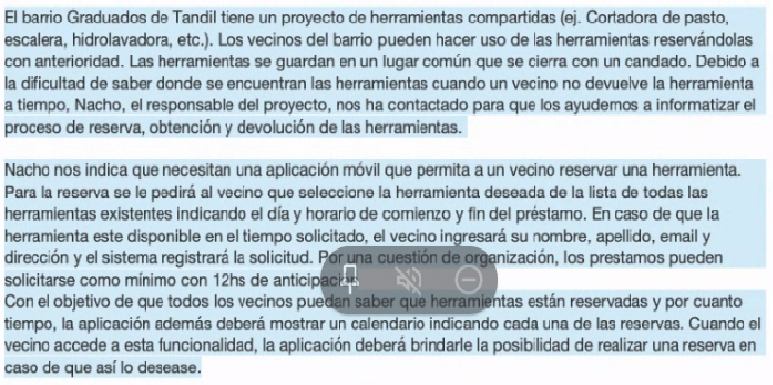 El barrio Graduados de Tandil tiene un proyecto de herramientas compartidas (ej. Cortadora de pasto,
escalera, hidrolavadora, etc.). Los vecinos del barrio pueden hacer uso de las herramientas reservándolas
con anterioridad. Las herramientas se guardan en un lugar común que se cierra con un candado. Debido a
la dificultad de saber donde se encuentran las herramientas cuando un vecino no devuelve la herramienta
a tiempo, Nacho, el responsable del proyecto, nos ha contactado para que los ayudemos a informatizar el
proceso de reserva, obtención y devolución de las herramientas.
Nacho nos indica que necesitan una aplicación móvil que permita a un vecino reservar una herramienta.
Para la reserva se le pedirá al vecino que seleccione la herramienta deseada de la lista de todas las
herramientas existentes indicando el día y horario de comienzo y fin del préstamo. En caso de que la
herramienta este disponible en el tiempo solicitado, el vecino ingresará su nombre, apellido, email y
dirección y el sistema registrará la solicitud. Por una cuestión de organización, los prestamos pueden
solicitarse como mínimo con 12hs de anticipación
Con el objetivo de que todos los vecinos puedan saber que herramientas están reservadas y por cuanto
tiempo, la aplicación además deberá mostrar un calendario indicando cada una de las reservas. Cuando el
vecino accede a esta funcionalidad, la aplicación deberá brindarle la posibilidad de realizar una reserva en
caso de que así lo desease.